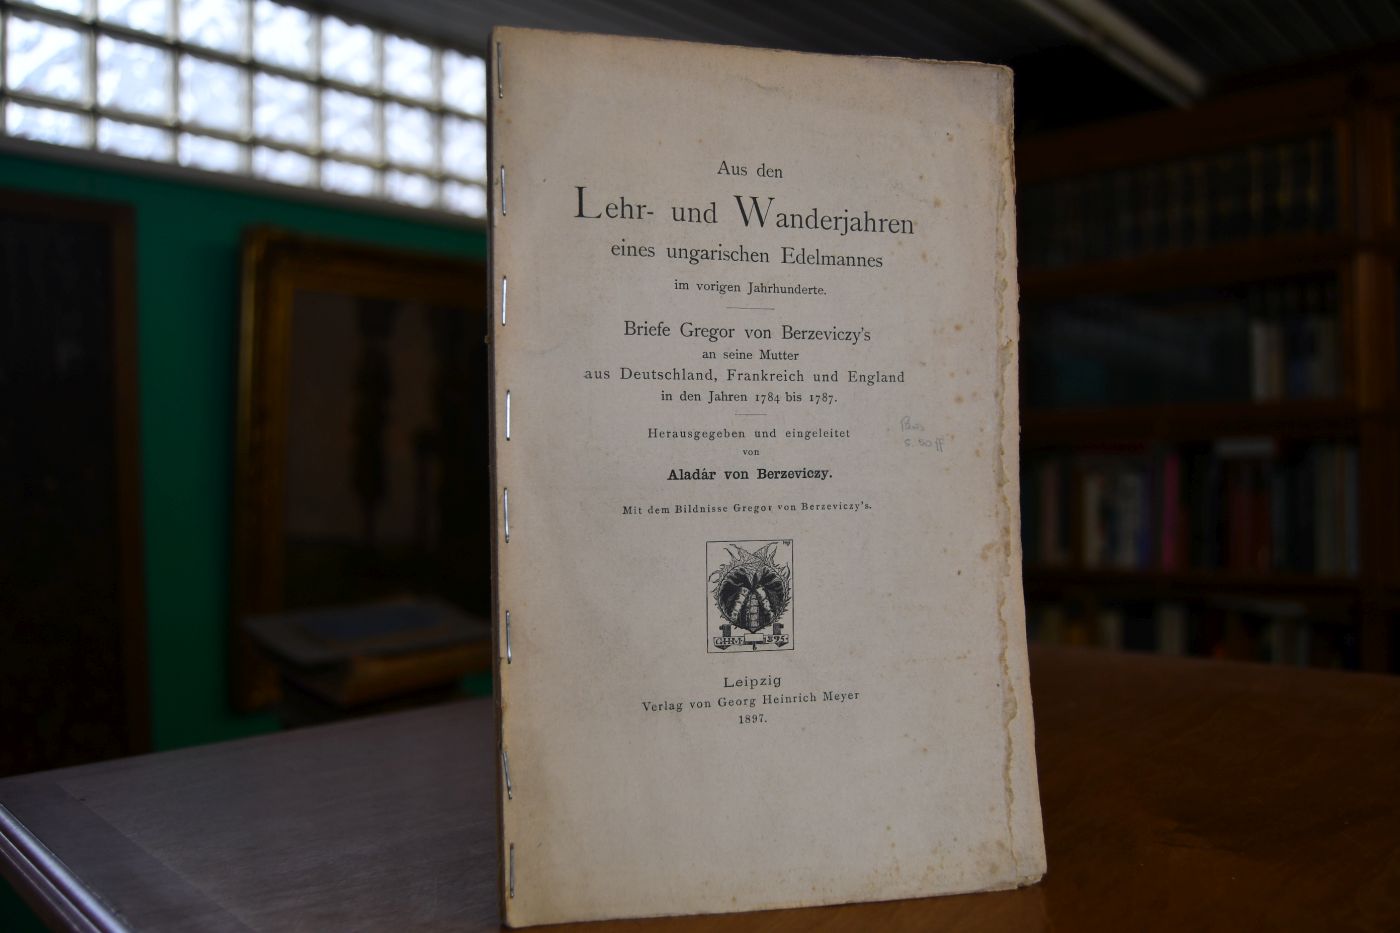 Aus den
Lehr- und Wanderjahren
eines ungarischen Edelmannes
im vorigen Jahrhunderte.
Briefe Gregor von Berzeviczy's
an seine Mutter
aus Deutschland, Frankreich und England
in den Jahren 1784 bis 1787.
Herausgegeben und eingeleitet
von
Aladár von Berzeviczy.
Mit dem Bildnisse Gregor von Berzeviczy's.
G·H·M· 1895
Leipzig
Verlag von Georg Heinrich Meyer
1897.